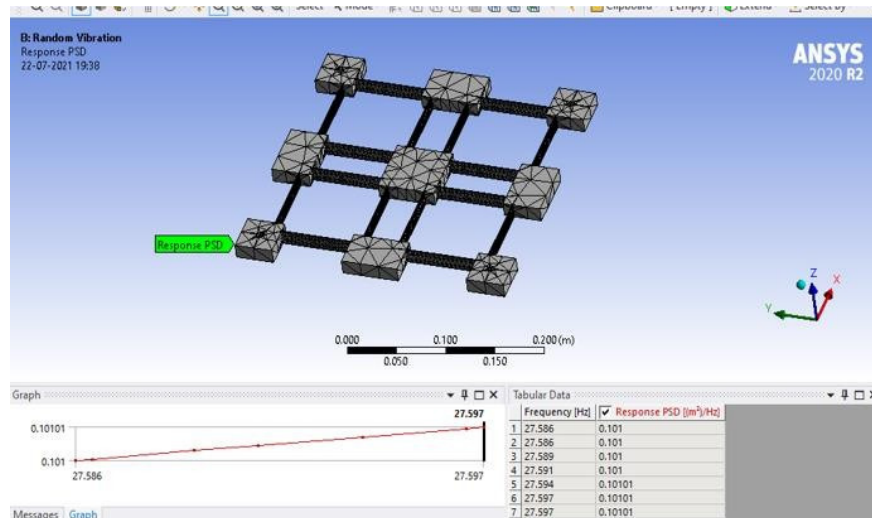 Select
Mode
Clipboard
[Empty]
Extend
Select By
B: Random Vibration
Response PSD
22-07-2021 19:38
ANSYS
2020 R2
Response PSD
Z
X
Y
0.000 0.100 0.200 (m)
0.050 0.150
Graph
27.597
0.10101
0.101
27.586 27.597
Messages Graph
Tabular Data
Frequency [Hz] Response PSD [(m²)/Hz]
1 27.586 0.101
2 27.586 0.101
3 27.589 0.101
4 27.591 0.101
5 27.594 0.10101
6 27.597 0.10101
7 27.597 0.10101